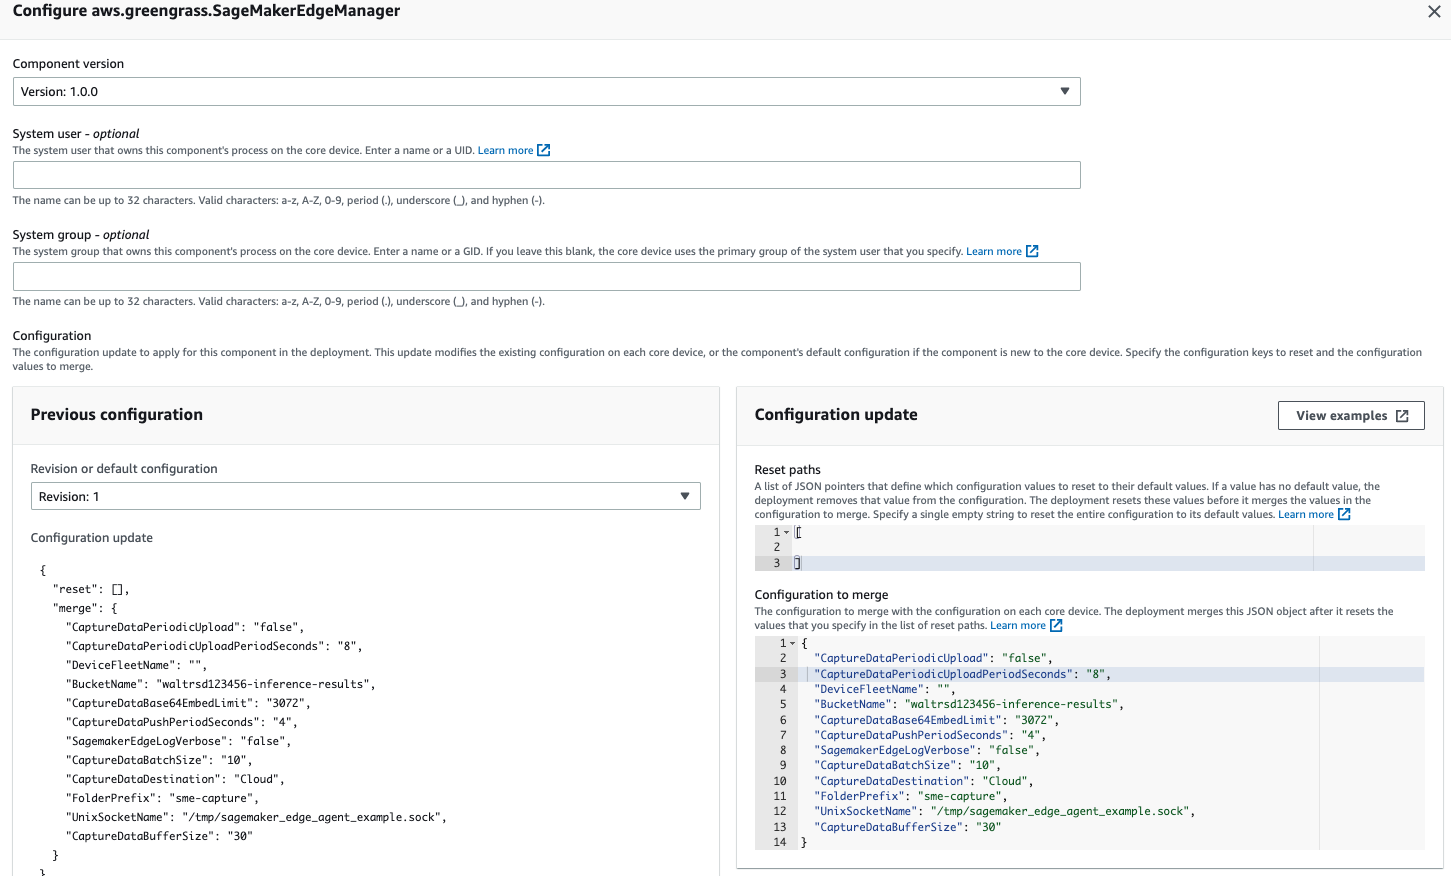 Configure aws.greengrass.SageMakerEdgeManager
Component version
Version: 1.0.0
System user - optional
The system user that owns this component's process on the core device. Enter a name or a UID. Learn more
The name can be up to 32 characters. Valid characters: a-z, A-Z, 0-9, period (.), underscore (_), and hyphen (-).
System group - optional
The system group that owns this component's process on the core device. Enter a name or a GID. If you leave this blank, the core device uses the primary group of the system user that you specify. Learn more
The name can be up to 32 characters. Valid characters: a-z, A-Z, 0-9, period (.), underscore (_), and hyphen (-).
Configuration
The configuration update to apply for this component in the deployment. This update modifies the existing configuration on each core device, or the component's default configuration if the component is new to the core device. Specify the configuration keys to reset and the configuration
values to merge.
Previous configuration
Revision or default configuration
Revision: 1
Configuration update
{
"reset": [],
"merge": {
"CaptureDataPeriodicUpload": "false",
"CaptureDataPeriodicUploadPeriodSeconds": "8",
"DeviceFleetName": "",
"BucketName": "waltrsd123456-inference-results",
"CaptureDataBase64EmbedLimit": "3072",
"CaptureDataPushPeriodSeconds": "4",
"SagemakerEdgeLogVerbose": "false",
"CaptureDataBatchSize": "10",
"CaptureDataDestination": "Cloud",
"FolderPrefix": "sme-capture",
"UnixSocketName": "/tmp/sagemaker_edge_agent_example.sock",
"CaptureDataBufferSize": "30"
}
}
Configuration update
View examples
Reset paths
A list of JSON pointers that define which configuration values to reset to their default values. If a value has no default value, the
deployment removes that value from the configuration. The deployment resets these values before it merges the values in the
configuration to merge. Specify a single empty string to reset the entire configuration to its default values. Learn more
1 [
2
3 ]
Configuration to merge
The configuration to merge with the configuration on each core device. The deployment merges this JSON object after it resets the
values that you specify in the list of reset paths. Learn more
1 {
2 "CaptureDataPeriodicUpload": "false",
3 "CaptureDataPeriodicUploadPeriodSeconds": "8",
4 "DeviceFleetName": "",
5 "BucketName": "waltrsd123456-inference-results",
6 "CaptureDataBase64EmbedLimit": "3072",
7 "CaptureDataPushPeriodSeconds": "4",
8 "SagemakerEdgeLogVerbose": "false",
9 "CaptureDataBatchSize": "10",
10 "CaptureDataDestination": "Cloud",
11 "FolderPrefix": "sme-capture",
12 "UnixSocketName": "/tmp/sagemaker_edge_agent_example.sock",
13 "CaptureDataBufferSize": "30"
14 }